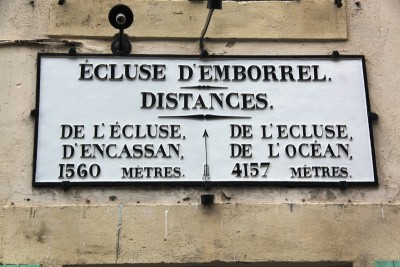 ÉCLUSE D'EMBORREL.
DISTANCES.
DE L'ÉCLUSE,
D'ENCASSAN,
1560 MÈTRES.
DE L'ECLUSE,
DE L'OCÉAN,
4157 MÈTRES.